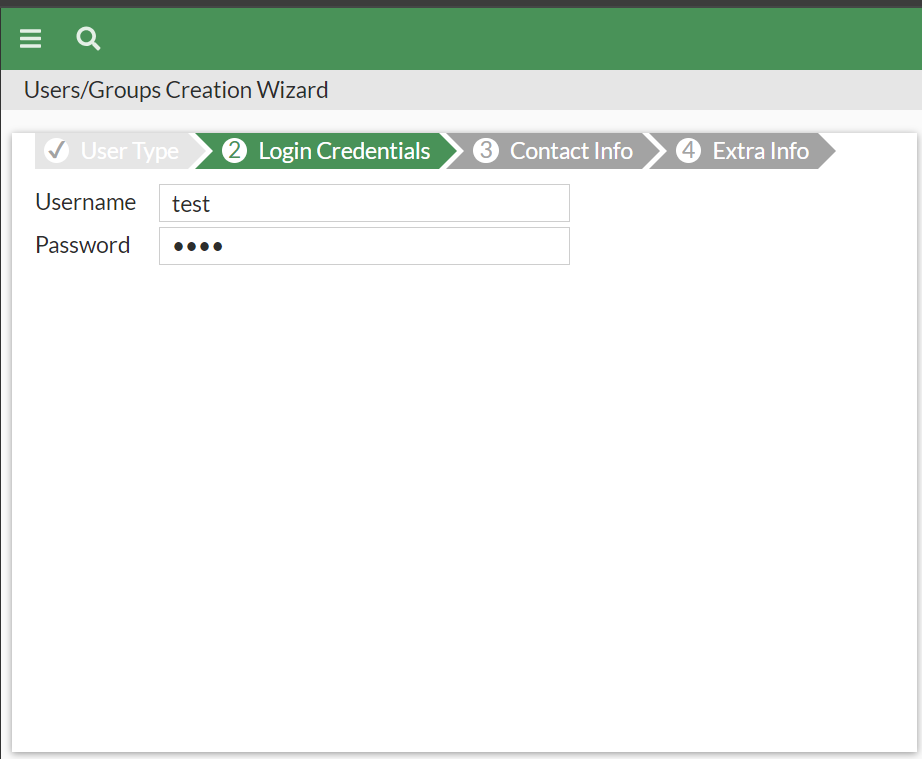 Users/Groups Creation Wizard
✓ User Type 2 Login Credentials 3 Contact Info 4 Extra Info
Username test
Password ••••